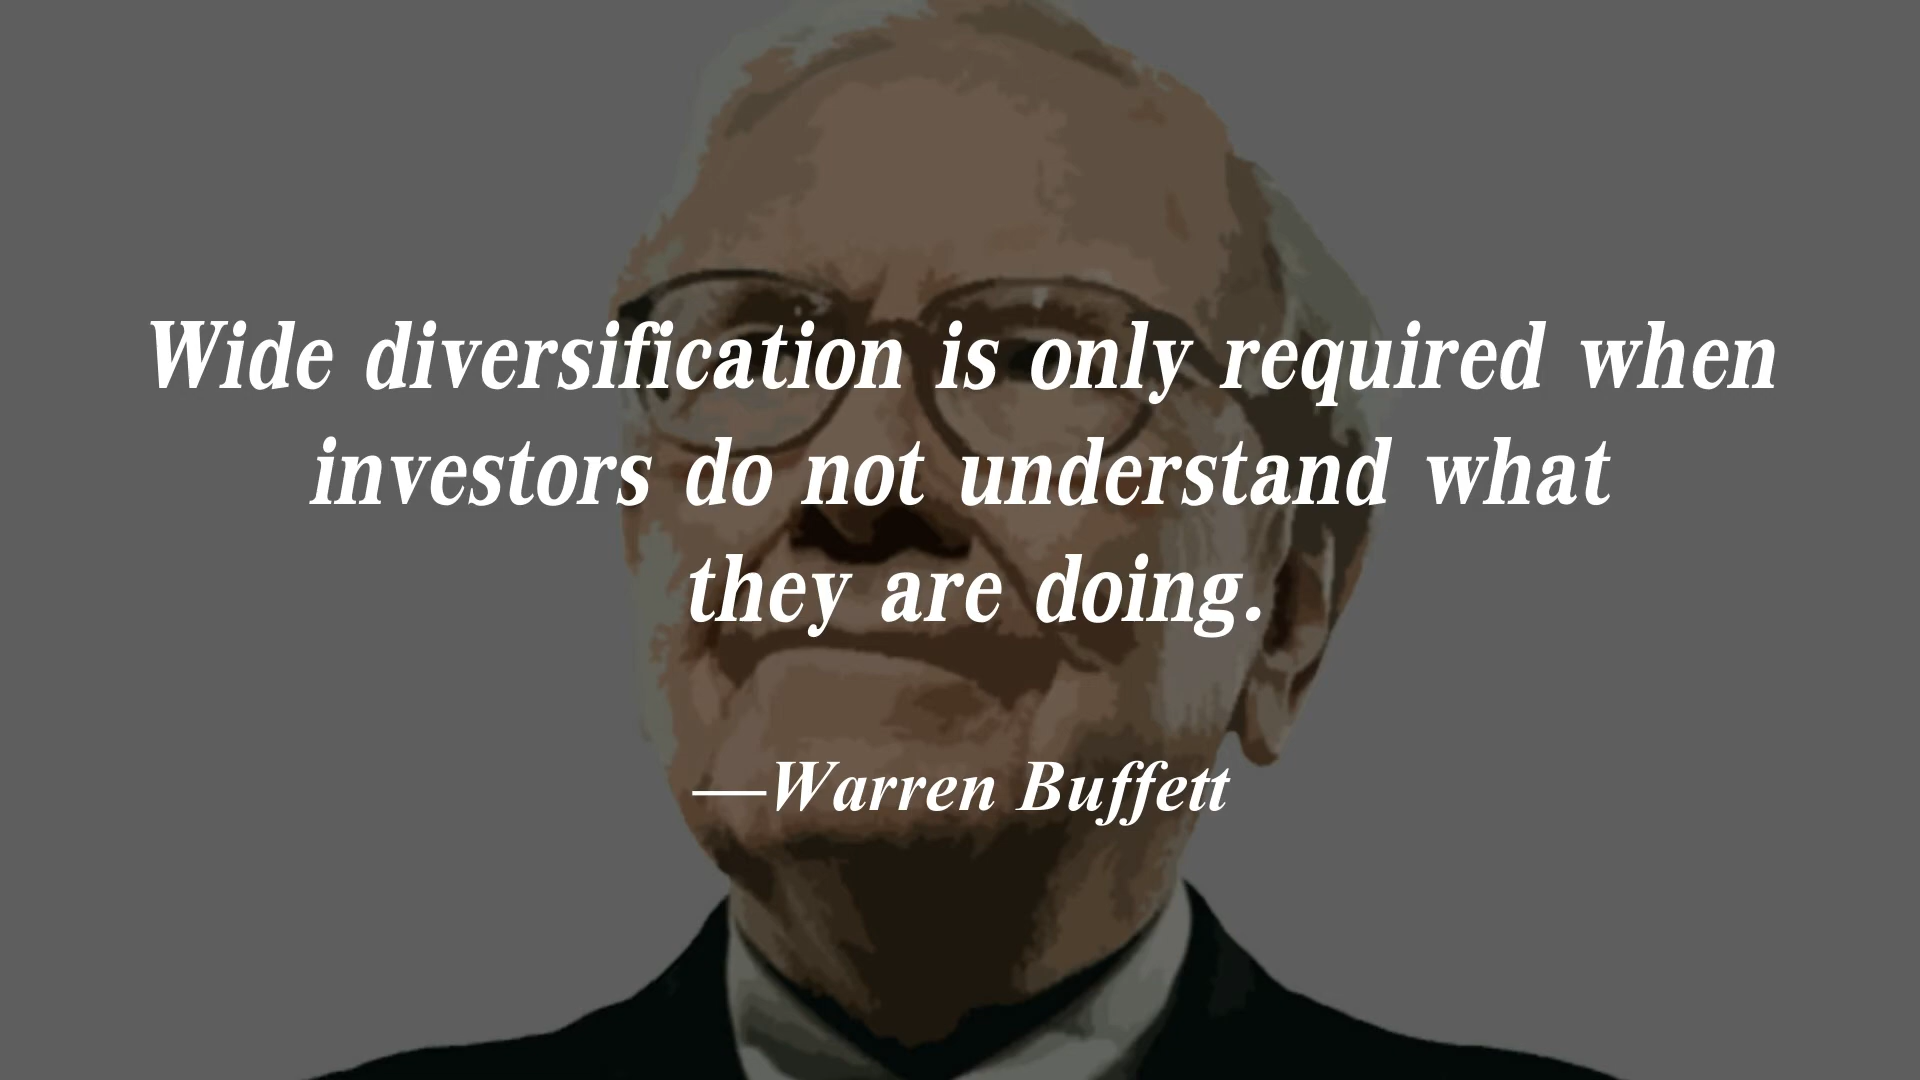 Wide diversification is only required when
investors do not understand what
they are doing.
—Warren Buffett